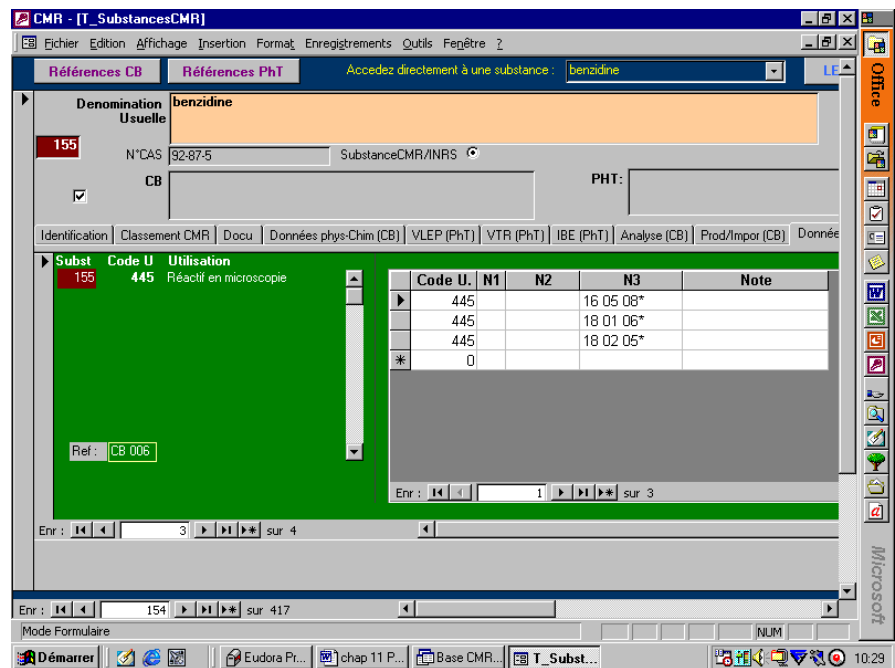 CMR - [T_SubstancesCMR]
Fichier Edition Affichage Insertion Format Enregistrements Outils Fenêtre ?
Références CB Références PhT Accedez directement à une substance : benzidine LE
Denomination Usuelle benzidine
155
N°CAS 92-87-5 SubstanceCMR/INRS
CB PHT:
Identification Classement CMR Docu Données phys-Chim (CB) VLEP (PhT) VTR (PhT) IBE (PhT) Analyse (CB) Prod/Impor (CB) Donnée
Subst Code U Utilisation
155 445 Réactif en microscopie
Code U. N1 N2 N3 Note
445 16 05 08*
445 18 01 06*
445 18 02 05*
0
Ref : CB 006
Enr : 1 sur 3
Enr : 3 sur 4
Enr : 154 sur 417
Mode Formulaire NUM
Démarrer Eudora Pr... chap 11 P... Base CMR... T_Subst... 10:29
Office
Microsoft